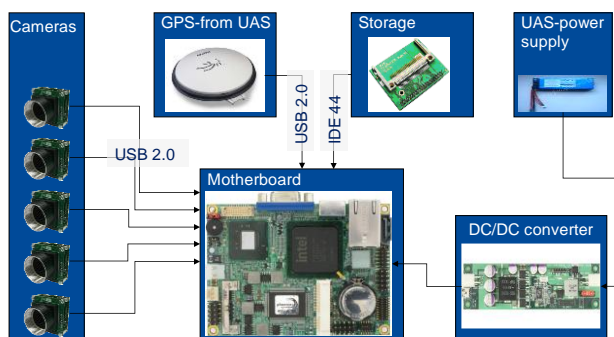 Cameras
GPS-from UAS
Storage
UAS-power
supply
USB 2.0
IDE 44
USB 2.0
Motherboard
intel
DC/DC converter